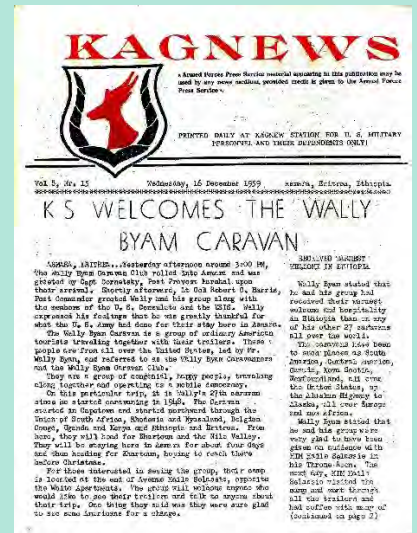 KAGNEWS
« Armed Forces Press Service material appearing in this publication may be
used by any news medium, provided credit is given to the Armed Forces
Press Service ».
PRINTED DAILY AT KAGNEW STATION FOR U. S. MILITARY
PERSONNEL AND THEIR DEPENDENTS ONLY!
Vol 5, Nr. 13 Wednesday, 16 December 1959 Asmara, Eritrea, Ethiopia
K S WELCOMES THE WALLY
BYAM CARAVAN
ASMARA, ERITREA...Yesterday afternoon around 3:00 PM,
the Wally Byam Caravan Club rolled into Asmara and was
greeted by Capt Cornetsky, Post Provost Marshal upon
their arrival. Shortly afterward, Lt Col Robert C. Harris,
Post Commander greeted Wally and his group along with
the members of the U. S. Consulate and the USIS. Wally
expressed his feelings that he was greatly thankful for
what the U. S. Army had done for their stay here in Asmara.
The Wally Byam Caravan is a group of ordinary American
tourists traveling together with their trailers. These
people are from all over the United States, led by Mr.
Wally Byam, and referred to as the Wally Byam Caravanners
and the Wally Byam Caravan Club.
They are a group of congenial, happy people, traveling
along together and operating as a mobile democracy.
On this particular trip, it is Wally's 27th caravan
since he started caravanning in 1948. The Caravan
started in Capetown and started northward through the
Union of South Africa, Rhodesia and Nyasaland, Belgian
Congo, Uganda and Kenya and Ethiopia and Eritrea. From
here, they will head for Khartoum and the Nile Valley.
They will be staying here in Asmara for about four days
and then heading for Khartoum, hoping to reach there
before Christmas.
For those interested in seeing the group, their camp
is located at the end of Avenue Haile Selassie, opposite
the White Apartments. The group will welcome anyone who
would like to see their trailers and talk to anyone about
their trip. One thing they said was they were sure glad
to see some Americans for a change.
RECEIVED WARMEST
WELCOME IN ETHIOPIA
Wally Byam stated that
he and his group had
received their warmest
welcome and hospitality
in Ethiopia than in any
of his other 27 caravans
all over the world.
The caravans have been
to such places as South
America, Central America,
Canada, Nova Scotia,
Newfoundland, all over
the United States, up
the Alaskan Highway to
Alaska, all over Europe
and now Africa.
Wally Byam stated that
he and his group were
very glad to have been
given an audience with
HIM Haile Selassie in
his Throne Room. The
next day, HIM Haile
Selassie visited the
camp and went through
all the trailers and
had coffee with many of
(continued on page 2)